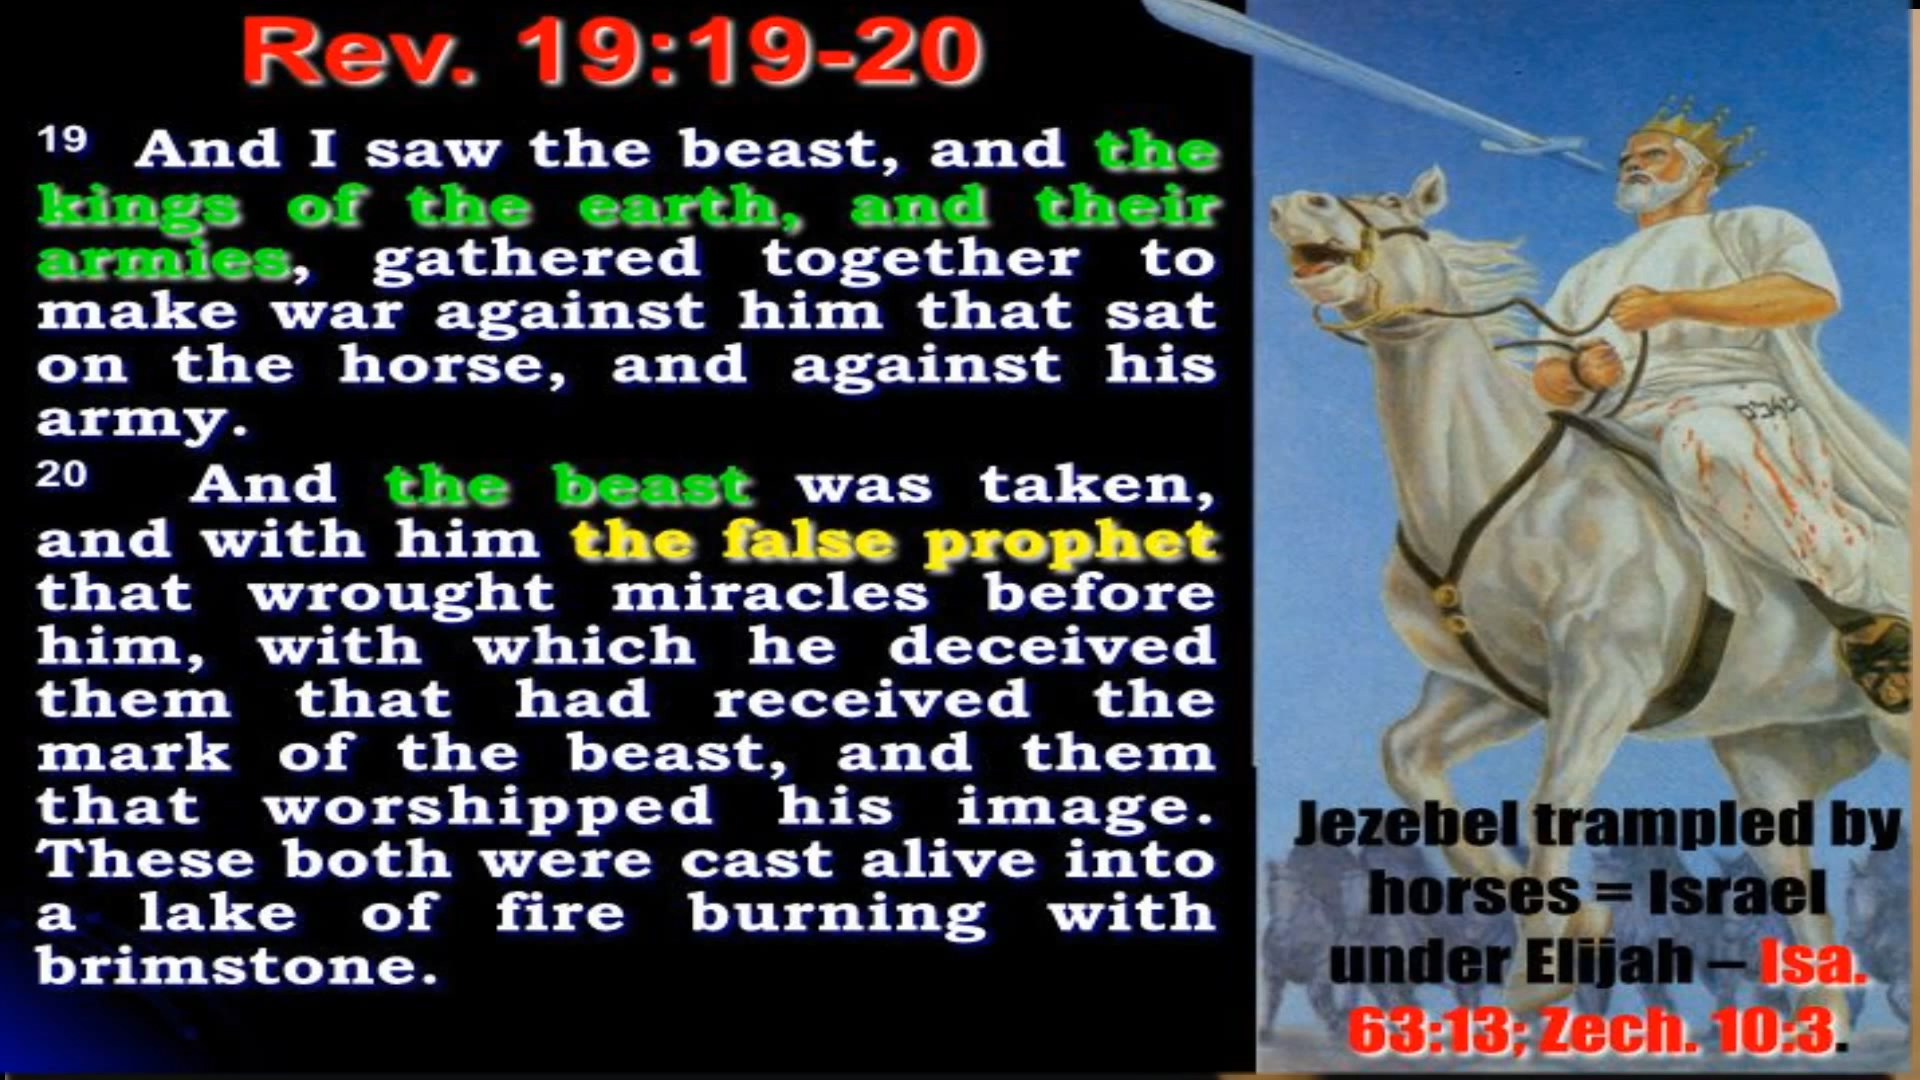 Rev. 19:19-20
19 And I saw the beast, and the
kings of the earth, and their
armies, gathered together to
make war against him that sat
on the horse, and against his
army.
20 And the beast was taken,
and with him the false prophet
that wrought miracles before
him, with which he deceived
them that had received the
mark of the beast, and them
that worshipped his image.
These both were cast alive into
a lake of fire burning with
brimstone.
Jezebel trampled by
horses = Israel
under Elijah – Isa.
63:13; Zech. 10:3.